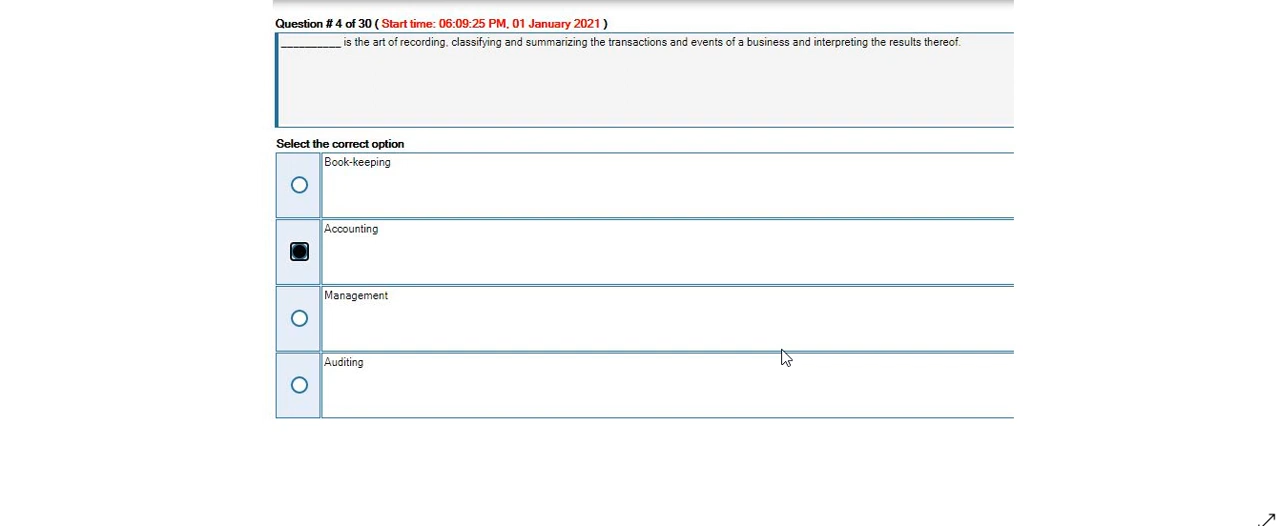 Question # 4 of 30 ( Start time: 06:09:25 PM, 01 January 2021 )
__________ is the art of recording, classifying and summarizing the transactions and events of a business and interpreting the results thereof.
Select the correct option
Book-keeping
Accounting
Management
Auditing